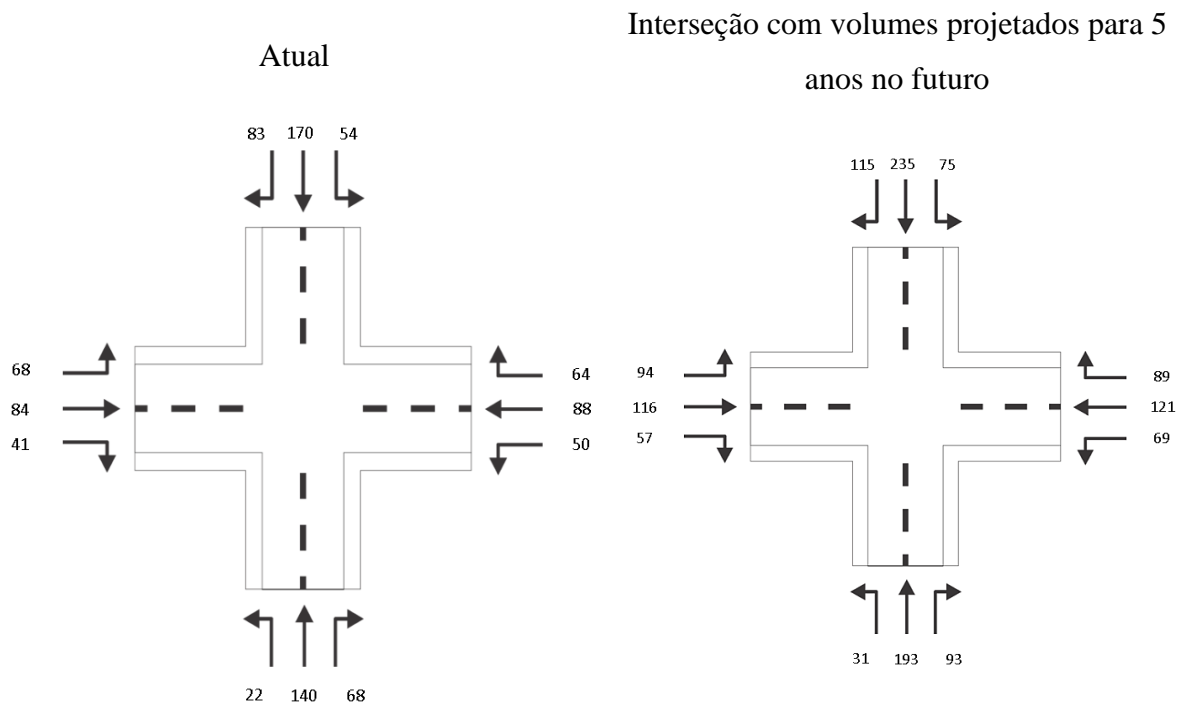 Atual
83 170 54
68
84
41
64
88
50
22 140 68
Interseção com volumes projetados para 5
anos no futuro
115 235 75
94
116
57
89
121
69
31 193 93